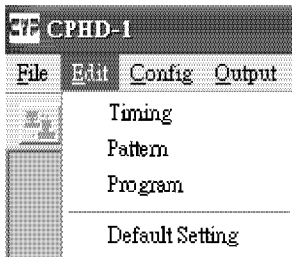 CPHD-1
File Edit Config Output
Timing
Pattern
Program
Default Setting